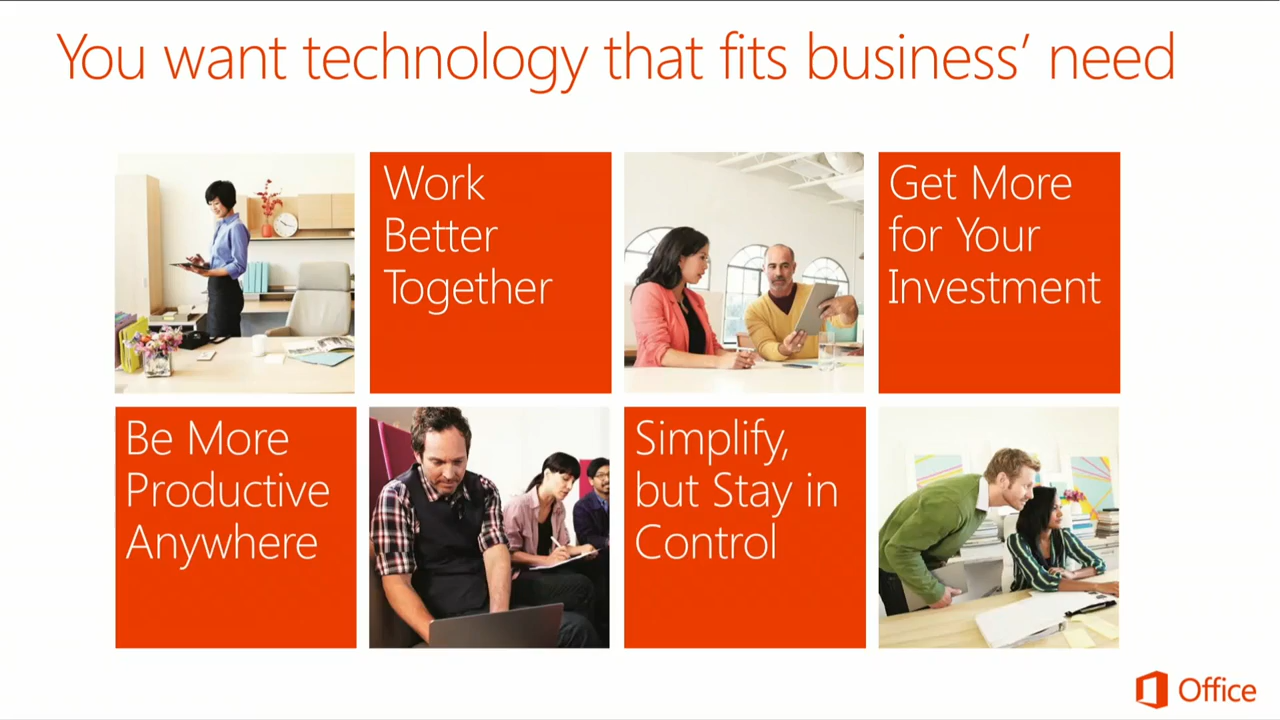 You want technology that fits business’ need
Work
Better
Together
Get More
for Your
Investment
Be More
Productive
Anywhere
Simplify,
but Stay in
Control
Office